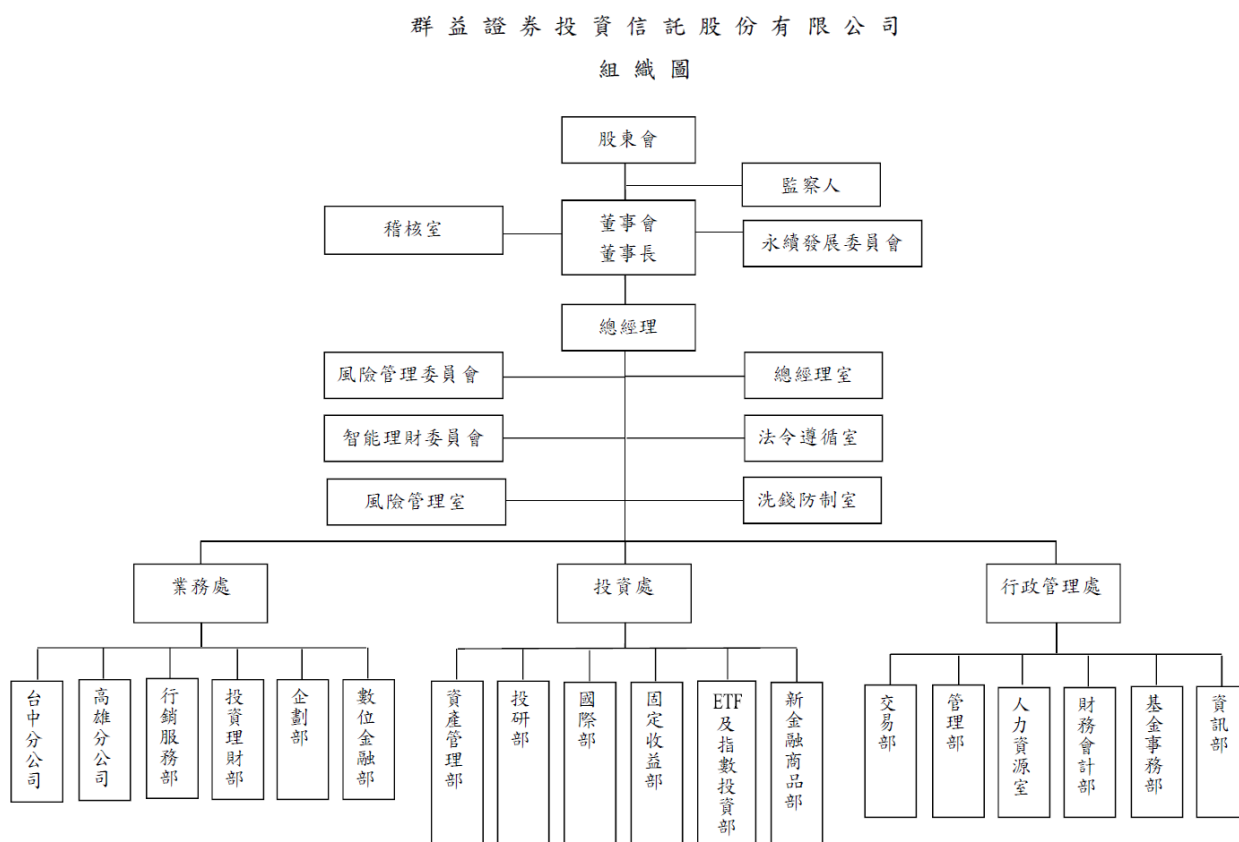 群益證券投資信託股份有限公司
組織圖
股東會
監察人
稽核室
董事會
董事長
永續發展委員會
總經理
風險管理委員會
總經理室
智能理財委員會
法令遵循室
風險管理室
洗錢防制室
業務處
投資處
行政管理處
台中分公司
高雄分公司
行銷服務部
投資理財部
企劃部
數位金融部
資產管理部
投研部
國際部
固定收益部
ETF及指數投資部
新金融商品部
交易部
管理部
人力資源室
財務會計部
基金事務部
資訊部